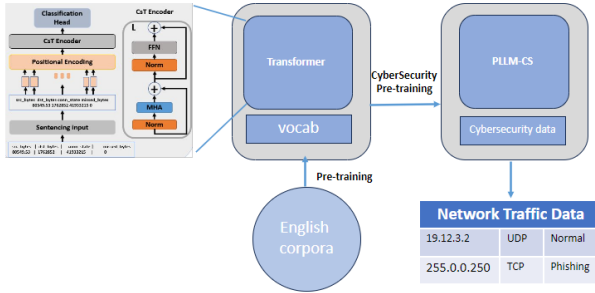 Classification
Head
CsT Encoder
Positional Encoding
Sentencing Input
CsT Encoder
L
FFN
Norm
MHA
Norm
Transformer
vocab
Pre-training
English
corpora
CyberSecurity
Pre-training
PLLM-CS
Cybersecurity data
Network Traffic Data
19.12.3.2 UDP Normal
255.0.0.250 TCP Phishing